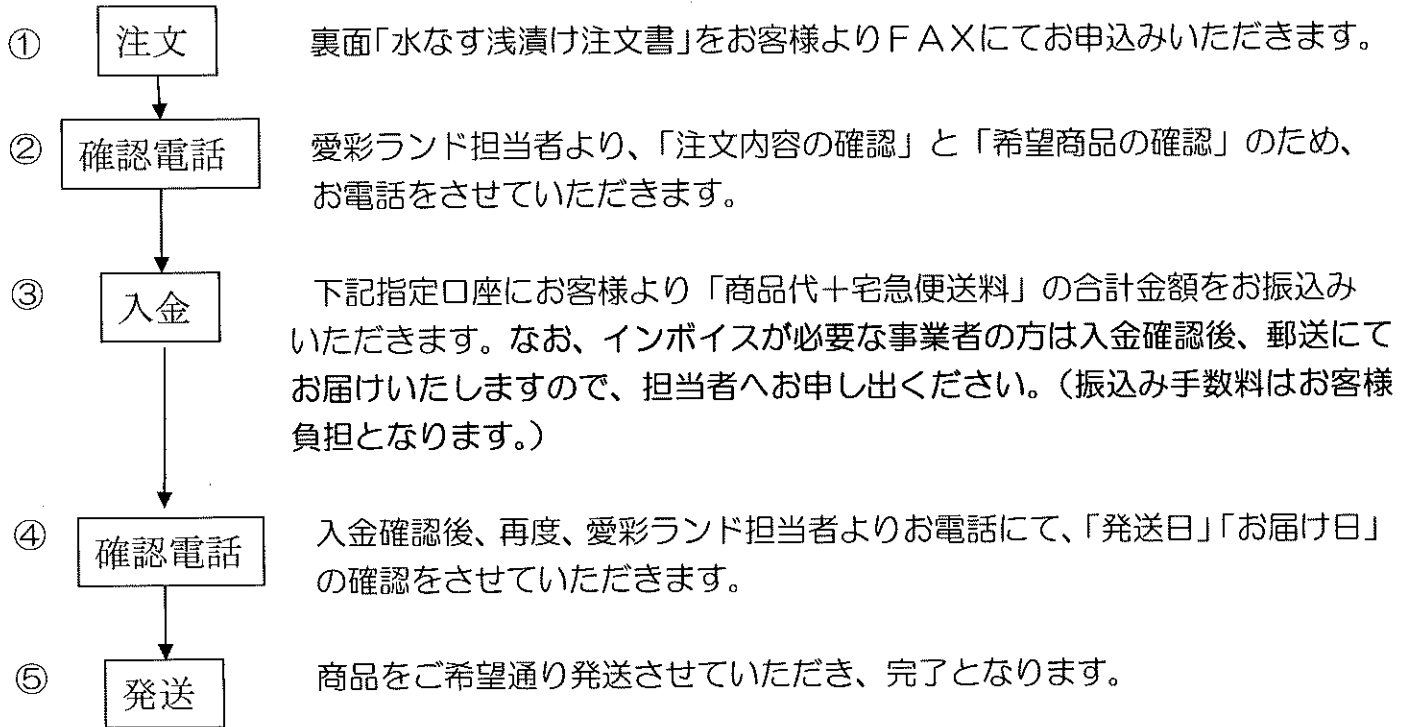 ① 注文 裏面「水なす浅漬け注文書」をお客様よりＦＡＸにてお申込みいただきます。
② 確認電話 愛彩ランド担当者より、「注文内容の確認」と「希望商品の確認」のため、
お電話をさせていただきます。
③ 入金 下記指定口座にお客様より「商品代＋宅急便送料」の合計金額をお振込み
いただきます。なお、インボイスが必要な事業者の方は入金確認後、郵送にて
お届けいたしますので、担当者へお申し出ください。（振込み手数料はお客様
負担となります。）
④ 確認電話 入金確認後、再度、愛彩ランド担当者よりお電話にて、「発送日」「お届け日」
の確認をさせていただきます。
⑤ 発送 商品をご希望通り発送させていただき、完了となります。